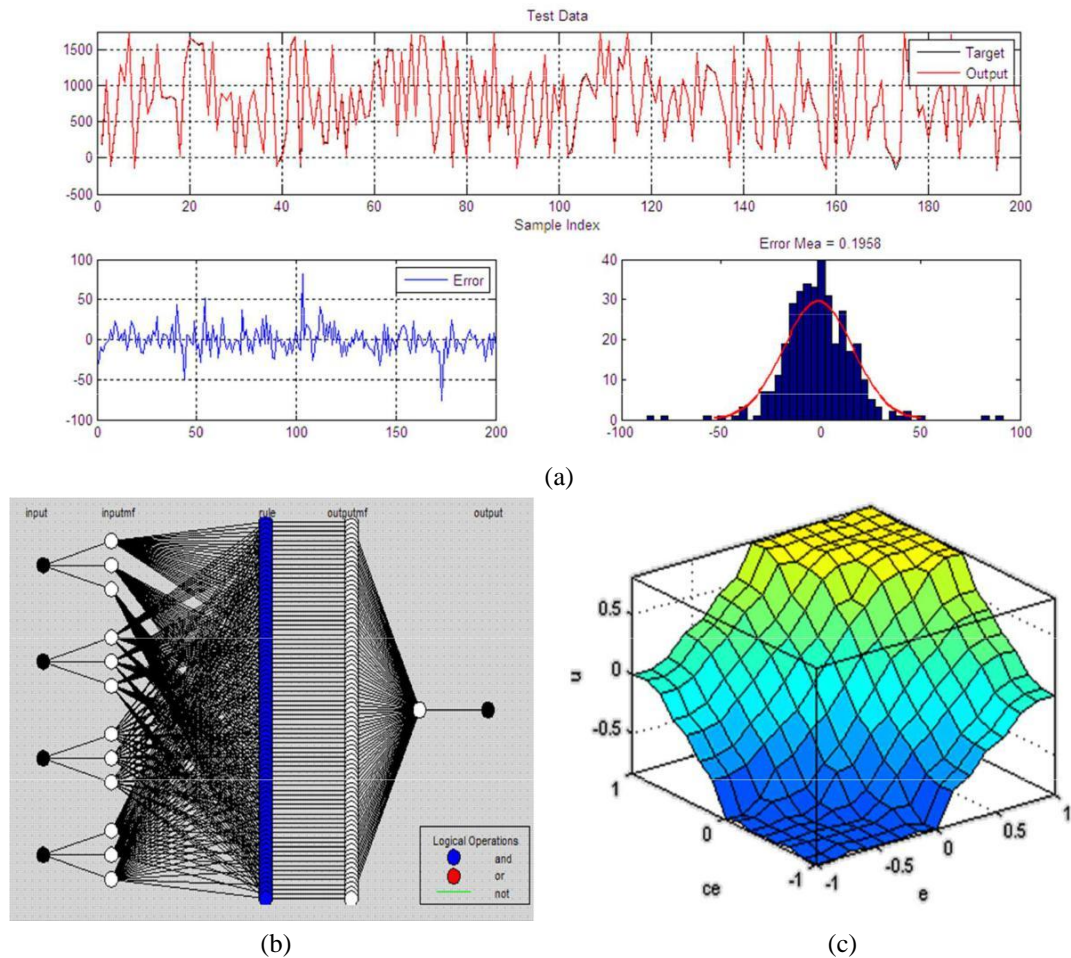 Test Data
1500
1000
500
0
-500
Target
Output
0 20 40 60 80 100 120 140 160 180 200
Sample Index
100
50
0
-50
-100
Error
0 50 100 150 200
Error Mea = 0.1958
40
30
20
10
0
-100 -50 0 50 100
(a)
input inputmf rule outputmf output
Logical Operations
and
or
not
(b)
0.5
0
-0.5
u
1
0
-1
ce
-1
-0.5
0
0.5
1
e
(c)